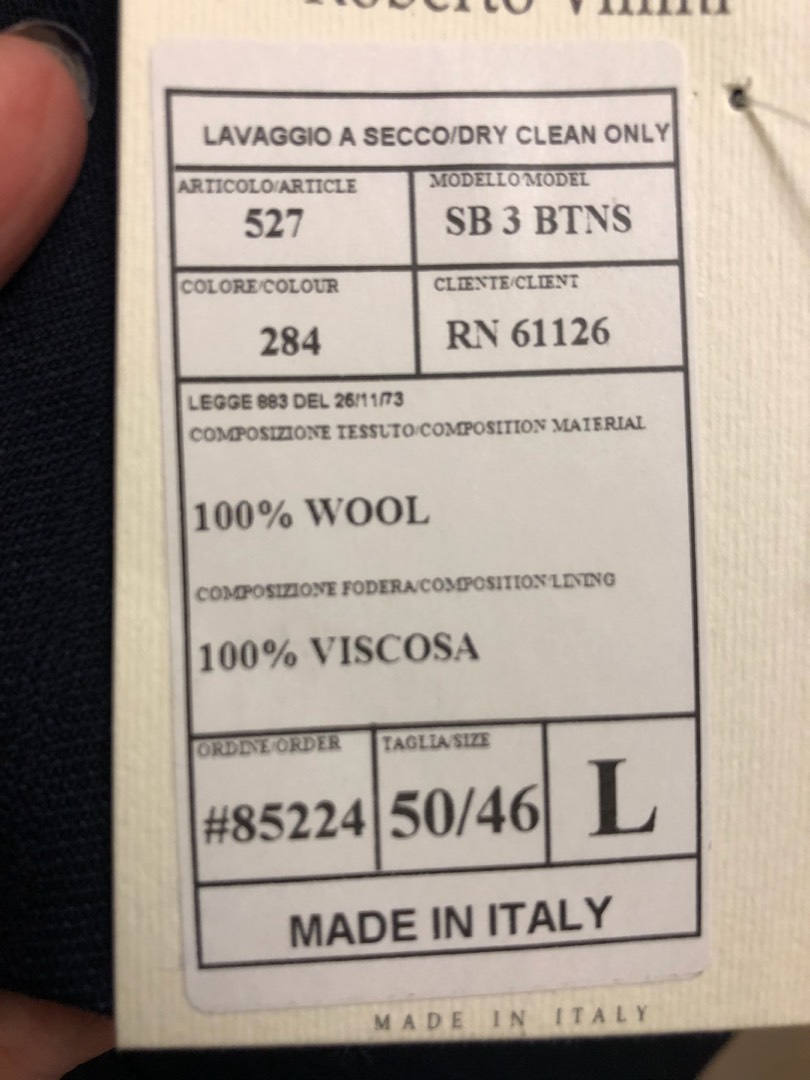 Roberto
LAVAGGIO A SECCO/DRY CLEAN ONLY
ARTICOLO/ARTICLE
527
MODELLO/MODEL
SB 3 BTNS
COLORE/COLOUR
284
CLIENTE/CLIENT
RN 61126
LEGGE 883 DEL 26/11/73
COMPOSIZIONE TESSUTO/COMPOSITION MATERIAL
100% WOOL
COMPOSIZIONE FODERA/COMPOSITION LINING
100% VISCOSA
ORDINE/ORDER
#85224
TAGLIA/SIZE
50/46
L
MADE IN ITALY
MADE IN ITALY